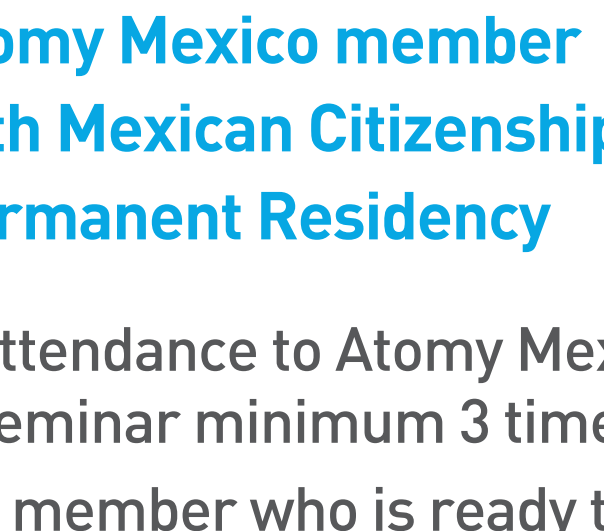 omy Mexico member
th Mexican Citizenship
rmanent Residency
ttendance to Atomy Mex
eminar minimum 3 time
member who is ready t